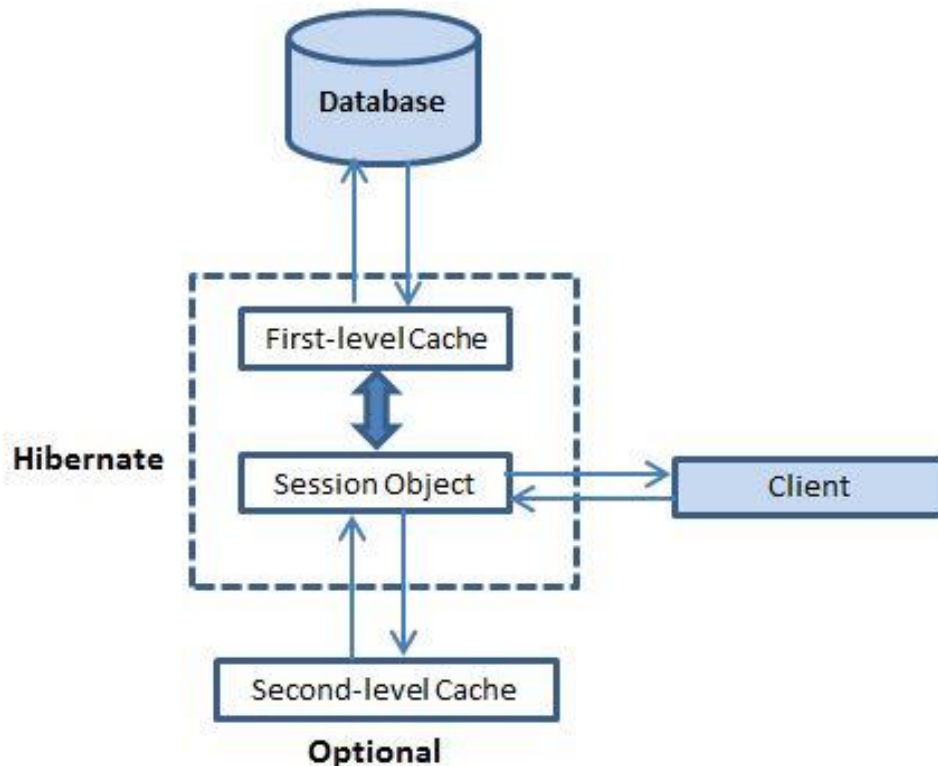 Database
First-level Cache
Hibernate
Session Object
Client
Second-level Cache
Optional